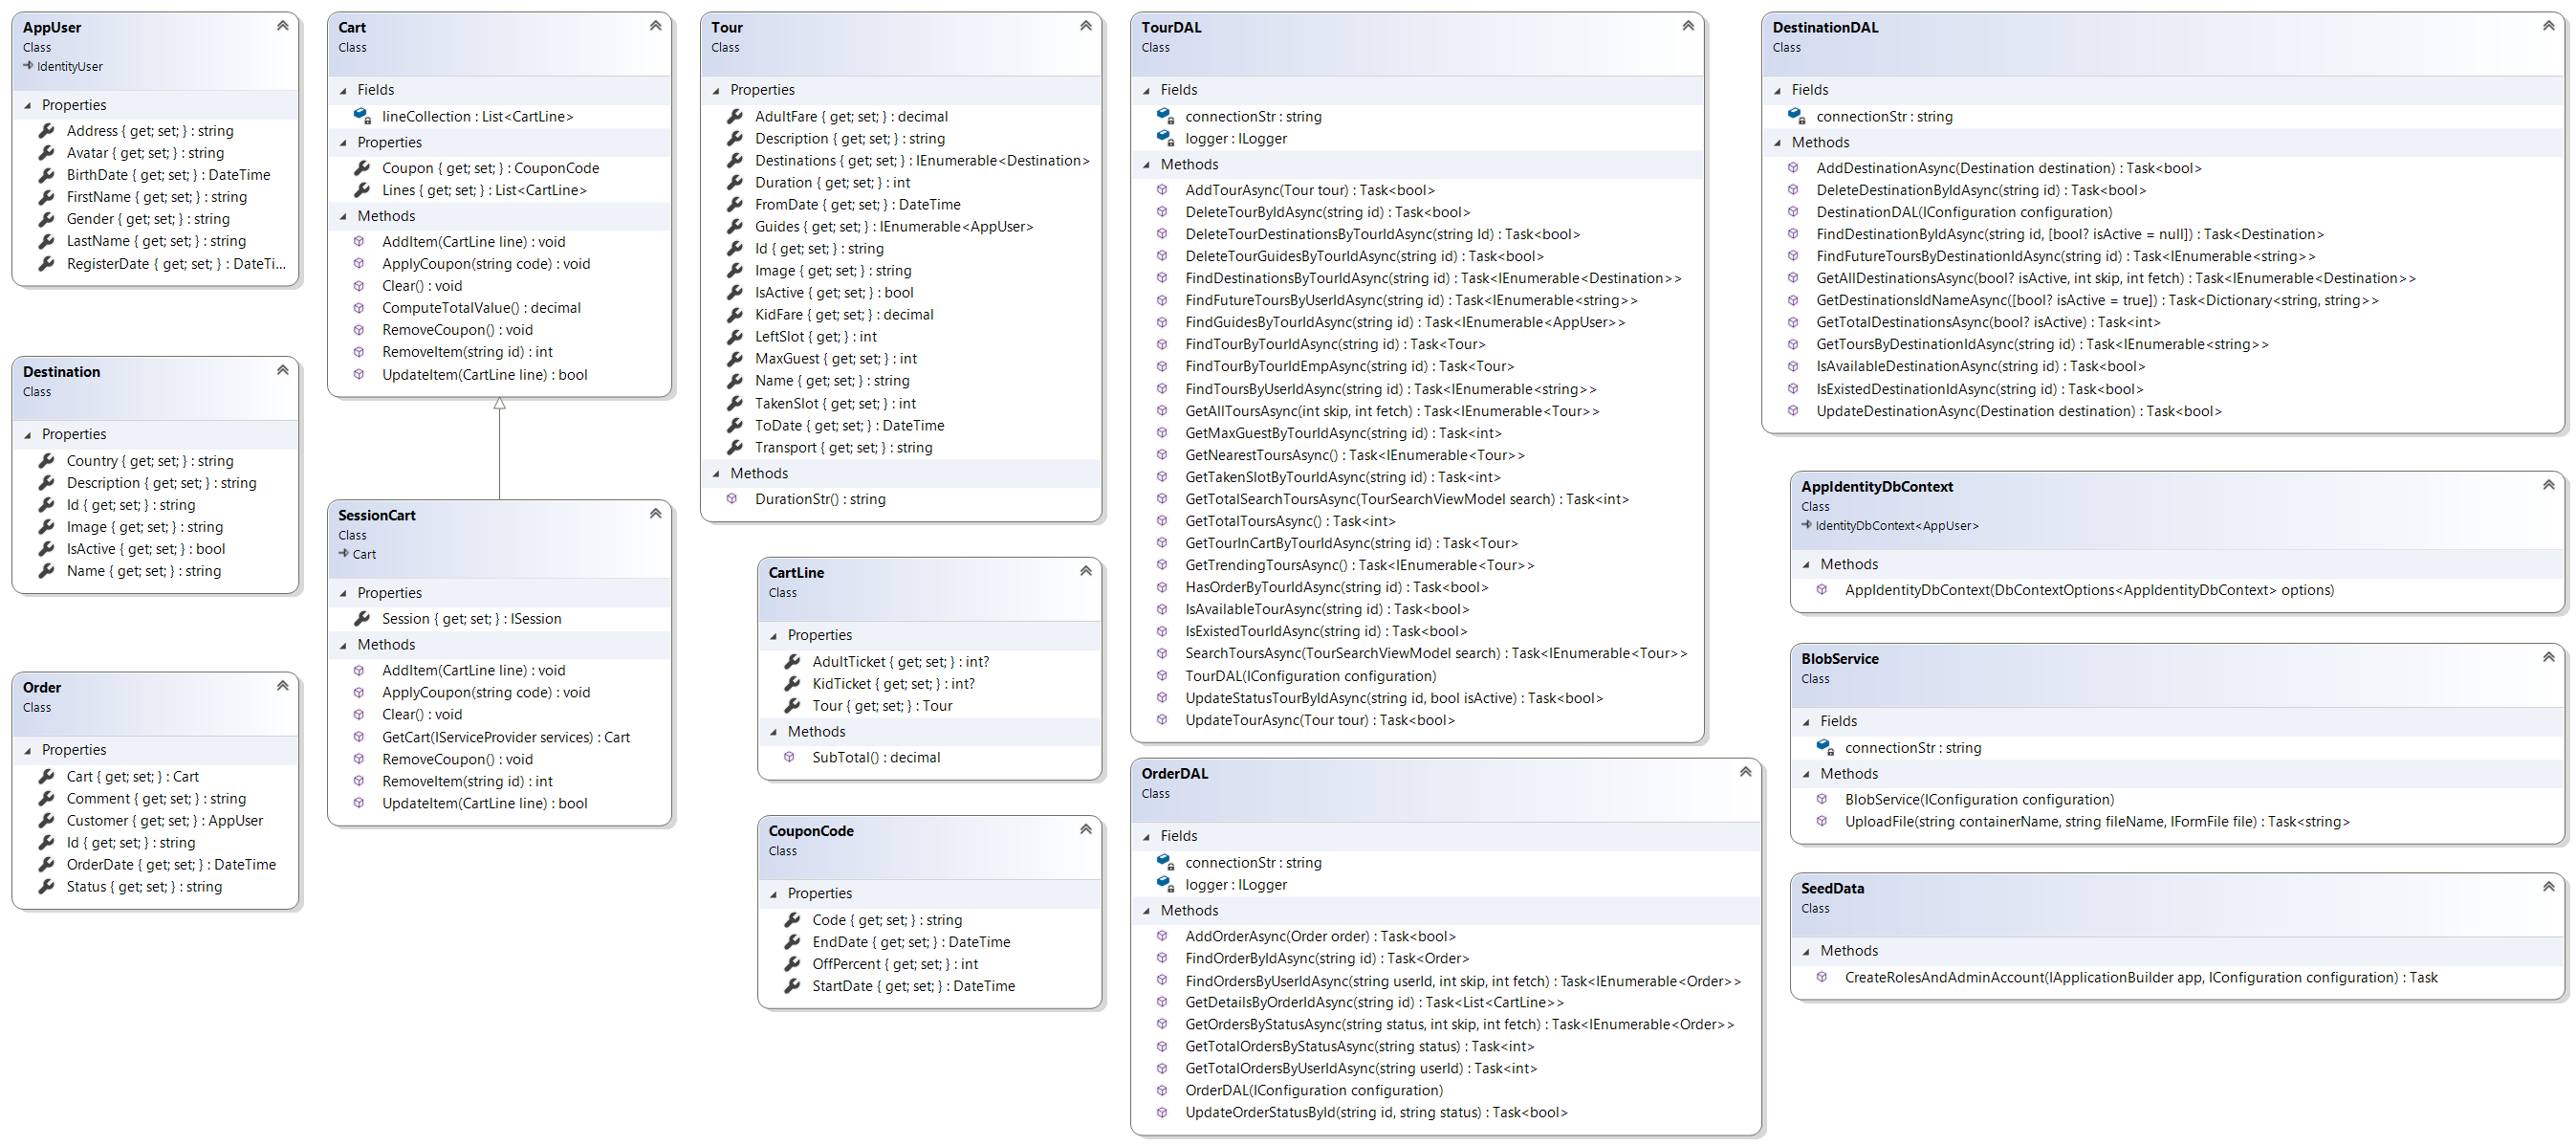 AppUser
Class
IdentityUser
Properties
Address { get; set; } : string
Avatar { get; set; } : string
BirthDate { get; set; } : DateTime
FirstName { get; set; } : string
Gender { get; set; } : string
LastName { get; set; } : string
RegisterDate { get; set; } : DateTi...
Destination
Class
Properties
Country { get; set; } : string
Description { get; set; } : string
Id { get; set; } : string
Image { get; set; } : string
IsActive { get; set; } : bool
Name { get; set; } : string
Order
Class
Properties
Cart { get; set; } : Cart
Comment { get; set; } : string
Customer { get; set; } : AppUser
Id { get; set; } : string
OrderDate { get; set; } : DateTime
Status { get; set; } : string
Cart
Class
Fields
lineCollection : List<CartLine>
Properties
Coupon { get; set; } : CouponCode
Lines { get; set; } : List<CartLine>
Methods
AddItem(CartLine line) : void
ApplyCoupon(string code) : void
Clear() : void
ComputeTotalValue() : decimal
RemoveCoupon() : void
RemoveItem(string id) : int
UpdateItem(CartLine line) : bool
SessionCart
Class
Cart
Properties
Session { get; set; } : ISession
Methods
AddItem(CartLine line) : void
ApplyCoupon(string code) : void
Clear() : void
GetCart(IServiceProvider services) : Cart
RemoveCoupon() : void
RemoveItem(string id) : int
UpdateItem(CartLine line) : bool
Tour
Class
Properties
AdultFare { get; set; } : decimal
Description { get; set; } : string
Destinations { get; set; } : IEnumerable<Destination>
Duration { get; set; } : int
FromDate { get; set; } : DateTime
Guides { get; set; } : IEnumerable<AppUser>
Id { get; set; } : string
Image { get; set; } : string
IsActive { get; set; } : bool
KidFare { get; set; } : decimal
LeftSlot { get; } : int
MaxGuest { get; set; } : int
Name { get; set; } : string
TakenSlot { get; set; } : int
ToDate { get; set; } : DateTime
Transport { get; set; } : string
Methods
DurationStr() : string
CartLine
Class
Properties
AdultTicket { get; set; } : int?
KidTicket { get; set; } : int?
Tour { get; set; } : Tour
Methods
SubTotal() : decimal
CouponCode
Class
Properties
Code { get; set; } : string
EndDate { get; set; } : DateTime
OffPercent { get; set; } : int
StartDate { get; set; } : DateTime
TourDAL
Class
Fields
connectionStr : string
logger : ILogger
Methods
AddTourAsync(Tour tour) : Task<bool>
DeleteTourByIdAsync(string id) : Task<bool>
DeleteTourDestinationsByTourIdAsync(string Id) : Task<bool>
DeleteTourGuidesByTourIdAsync(string id) : Task<bool>
FindDestinationsByTourIdAsync(string id) : Task<IEnumerable<Destination>>
FindFutureToursByUserIdAsync(string id) : Task<IEnumerable<string>>
FindGuidesByTourIdAsync(string id) : Task<IEnumerable<AppUser>>
FindTourByTourIdAsync(string id) : Task<Tour>
FindTourByTourIdEmpAsync(string id) : Task<Tour>
FindToursByUserIdAsync(string id) : Task<IEnumerable<string>>
GetAllToursAsync(int skip, int fetch) : Task<IEnumerable<Tour>>
GetMaxGuestByTourIdAsync(string id) : Task<int>
GetNearestToursAsync() : Task<IEnumerable<Tour>>
GetTakenSlotByTourIdAsync(string id) : Task<int>
GetTotalSearchToursAsync(TourSearchViewModel search) : Task<int>
GetTotalToursAsync() : Task<int>
GetTourInCartByTourIdAsync(string id) : Task<Tour>
GetTrendingToursAsync() : Task<IEnumerable<Tour>>
HasOrderByTourIdAsync(string id) : Task<bool>
IsAvailableTourAsync(string id) : Task<bool>
IsExistedTourIdAsync(string id) : Task<bool>
SearchToursAsync(TourSearchViewModel search) : Task<IEnumerable<Tour>>
TourDAL(IConfiguration configuration)
UpdateStatusTourByIdAsync(string id, bool isActive) : Task<bool>
UpdateTourAsync(Tour tour) : Task<bool>
OrderDAL
Class
Fields
connectionStr : string
logger : ILogger
Methods
AddOrderAsync(Order order) : Task<bool>
FindOrderByIdAsync(string id) : Task<Order>
FindOrdersByUserIdAsync(string userId, int skip, int fetch) : Task<IEnumerable<Order>>
GetDetailsByOrderIdAsync(string id) : Task<List<CartLine>>
GetOrdersByStatusAsync(string status, int skip, int fetch) : Task<IEnumerable<Order>>
GetTotalOrdersByStatusAsync(string status) : Task<int>
GetTotalOrdersByUserIdAsync(string userId) : Task<int>
OrderDAL(IConfiguration configuration)
UpdateOrderStatusById(string id, string status) : Task<bool>
DestinationDAL
Class
Fields
connectionStr : string
Methods
AddDestinationAsync(Destination destination) : Task<bool>
DeleteDestinationByIdAsync(string id) : Task<bool>
DestinationDAL(IConfiguration configuration)
FindDestinationByIdAsync(string id, [bool? isActive = null]) : Task<Destination>
FindFutureToursByDestinationIdAsync(string id) : Task<IEnumerable<string>>
GetAllDestinationsAsync(bool? isActive, int skip, int fetch) : Task<IEnumerable<Destination>>
GetDestinationsIdNameAsync([bool? isActive = true]) : Task<Dictionary<string, string>>
GetTotalDestinationsAsync(bool? isActive) : Task<int>
GetToursByDestinationIdAsync(string id) : Task<IEnumerable<string>>
IsAvailableDestinationAsync(string id) : Task<bool>
IsExistedDestinationIdAsync(string id) : Task<bool>
UpdateDestinationAsync(Destination destination) : Task<bool>
AppIdentityDbContext
Class
IdentityDbContext<AppUser>
Methods
AppIdentityDbContext(DbContextOptions<AppIdentityDbContext> options)
BlobService
Class
Fields
connectionStr : string
Methods
BlobService(IConfiguration configuration)
UploadFile(string containerName, string fileName, IFormFile file) : Task<string>
SeedData
Class
Methods
CreateRolesAndAdminAccount(IApplicationBuilder app, IConfiguration configuration) : Task